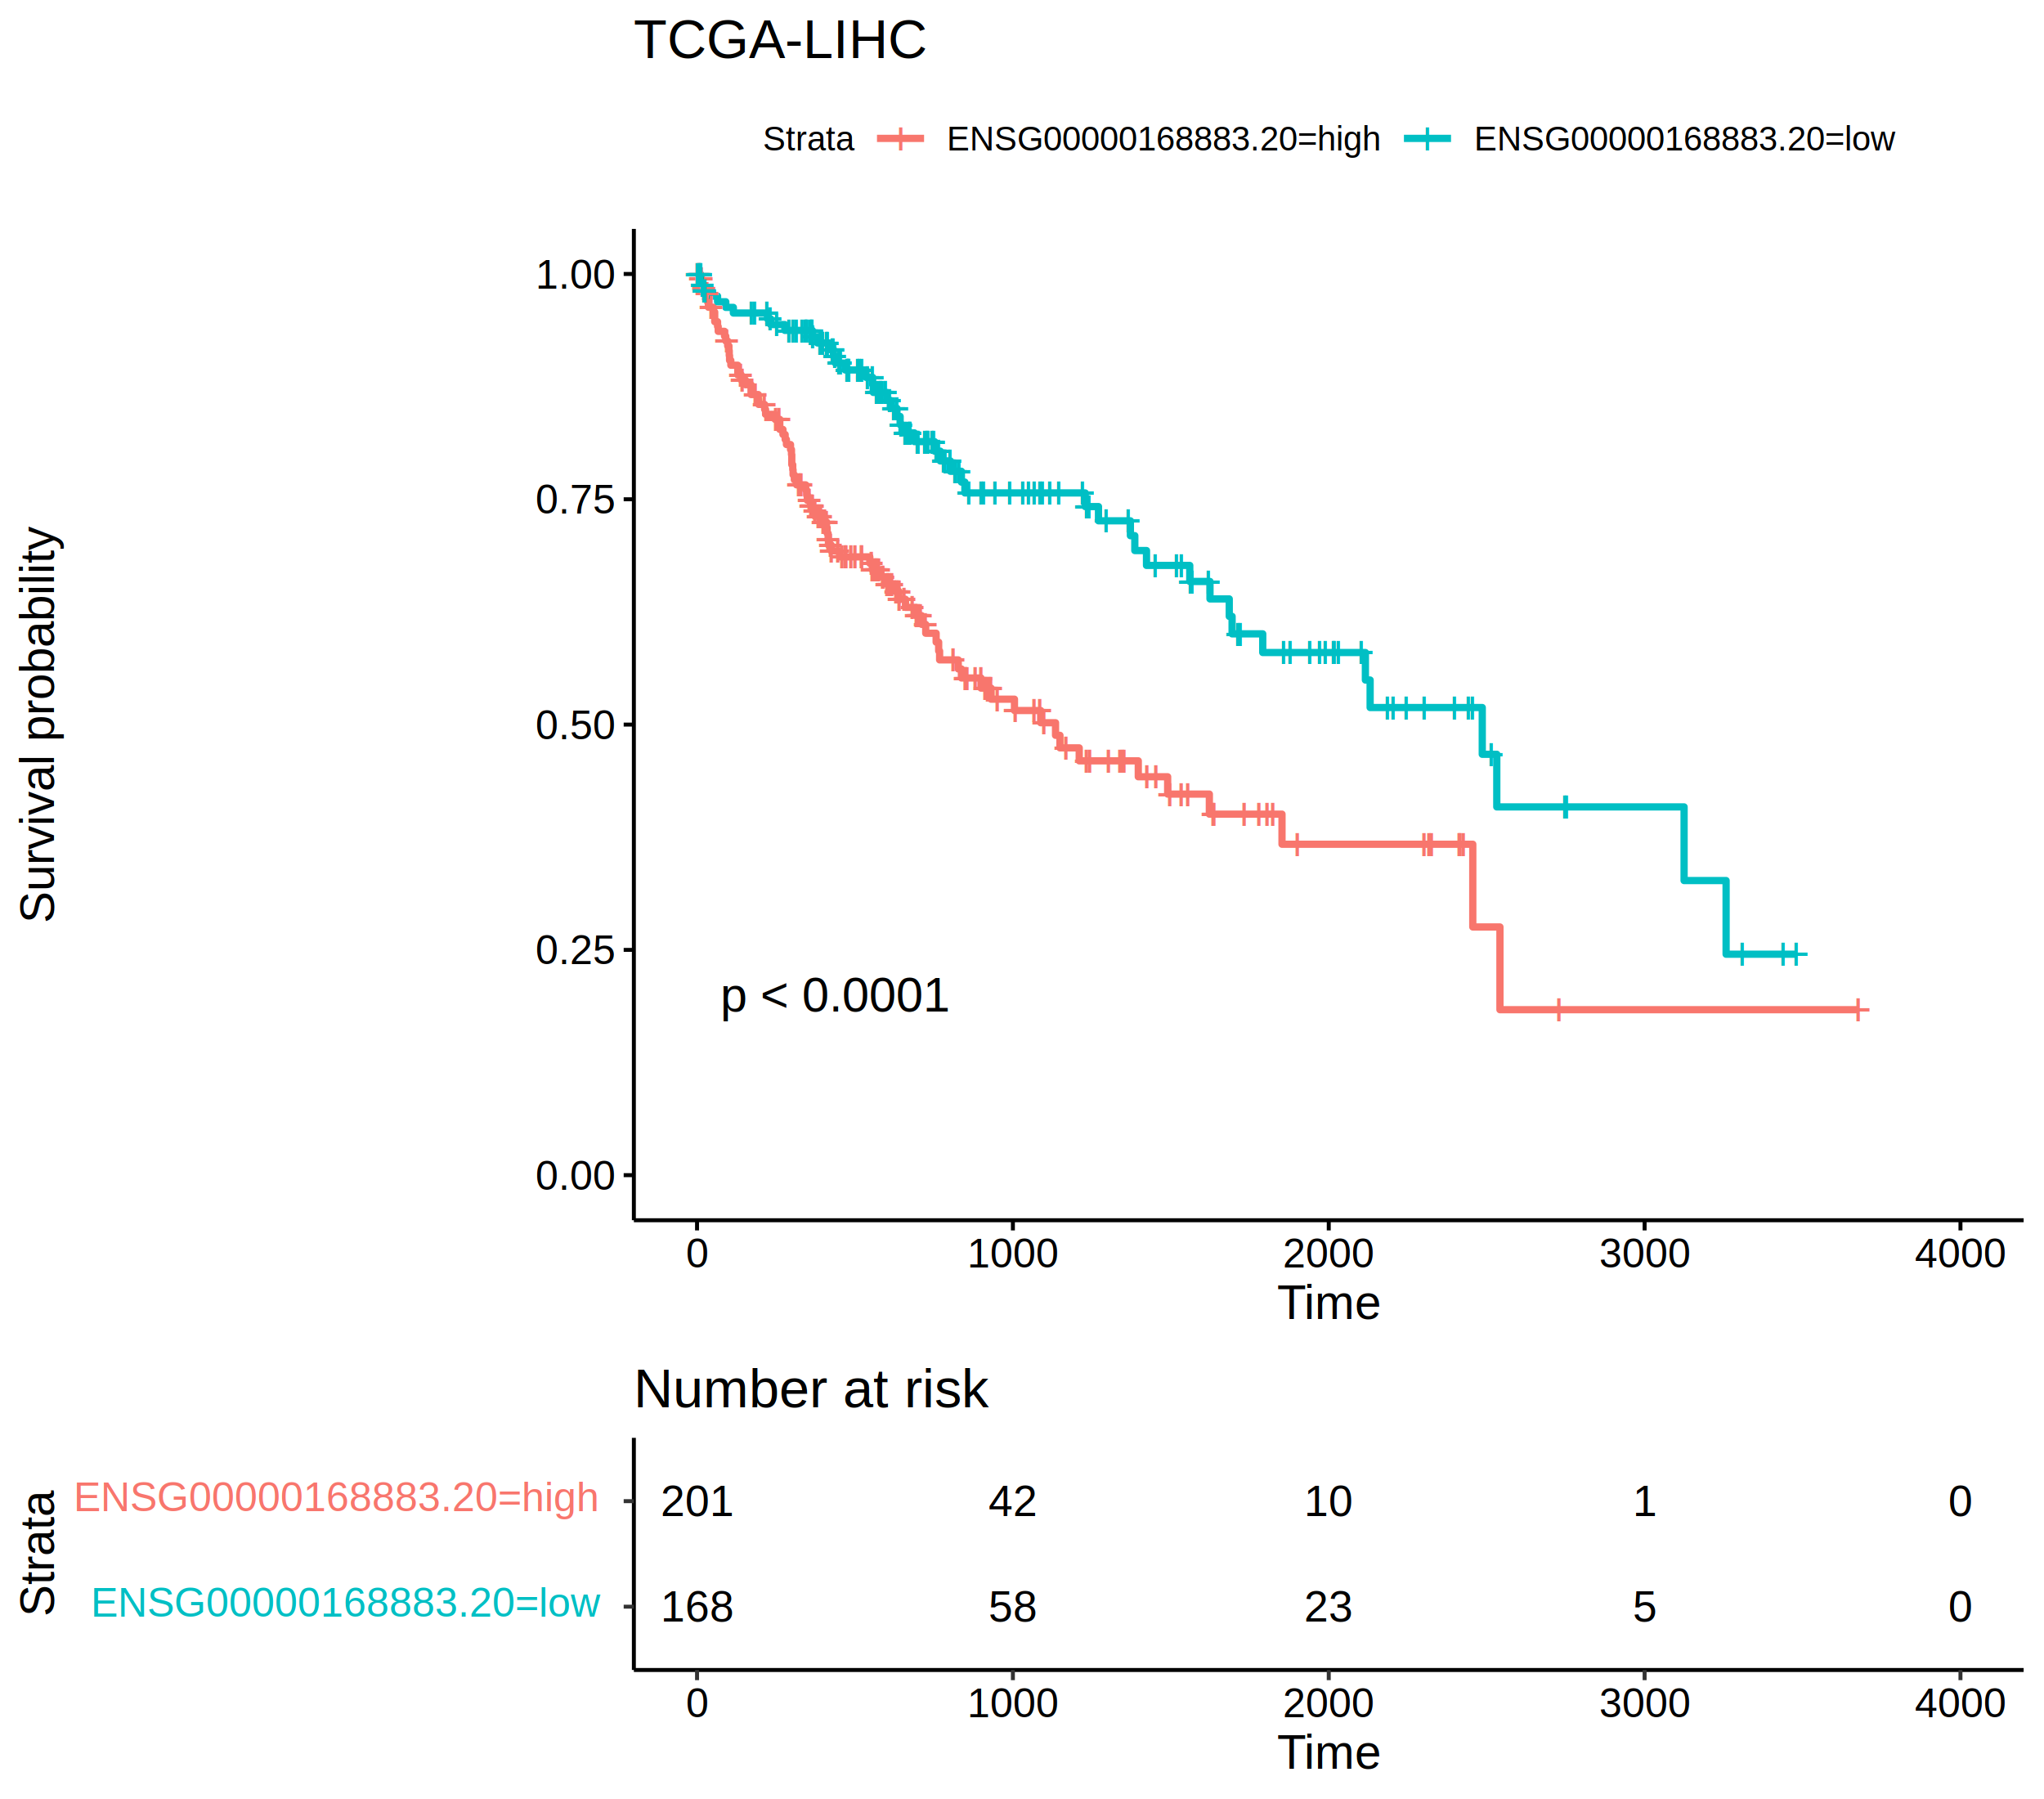 TCGA-LIHC
Strata ENSG00000168883.20=high ENSG00000168883.20=low
Survival probability
1.00
0.75
0.50
0.25
0.00
p < 0.0001
0 1000 2000 3000 4000
Time
Number at risk
Strata
ENSG00000168883.20=high 201 42 10 1 0
ENSG00000168883.20=low 168 58 23 5 0
0 1000 2000 3000 4000
Time